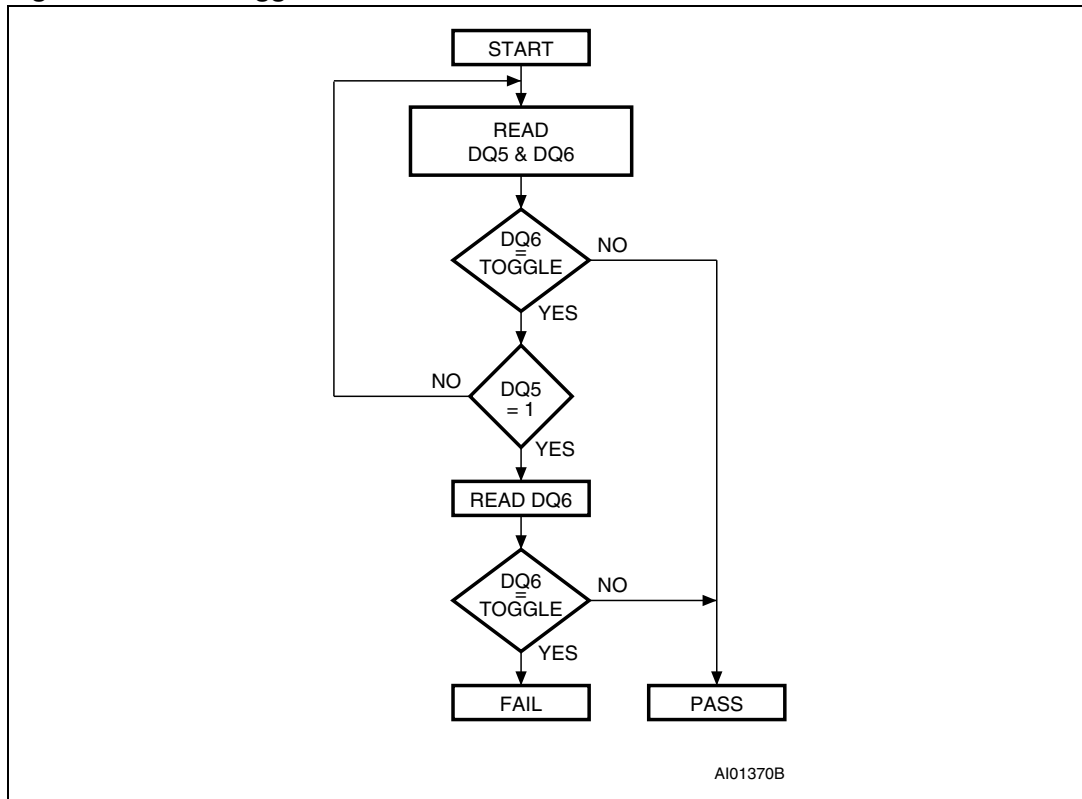 START
READ
DQ5 & DQ6
DQ6
=
TOGGLE
NO
YES
NO
DQ5
= 1
YES
READ DQ6
DQ6
=
TOGGLE
NO
YES
FAIL
PASS
AI01370B